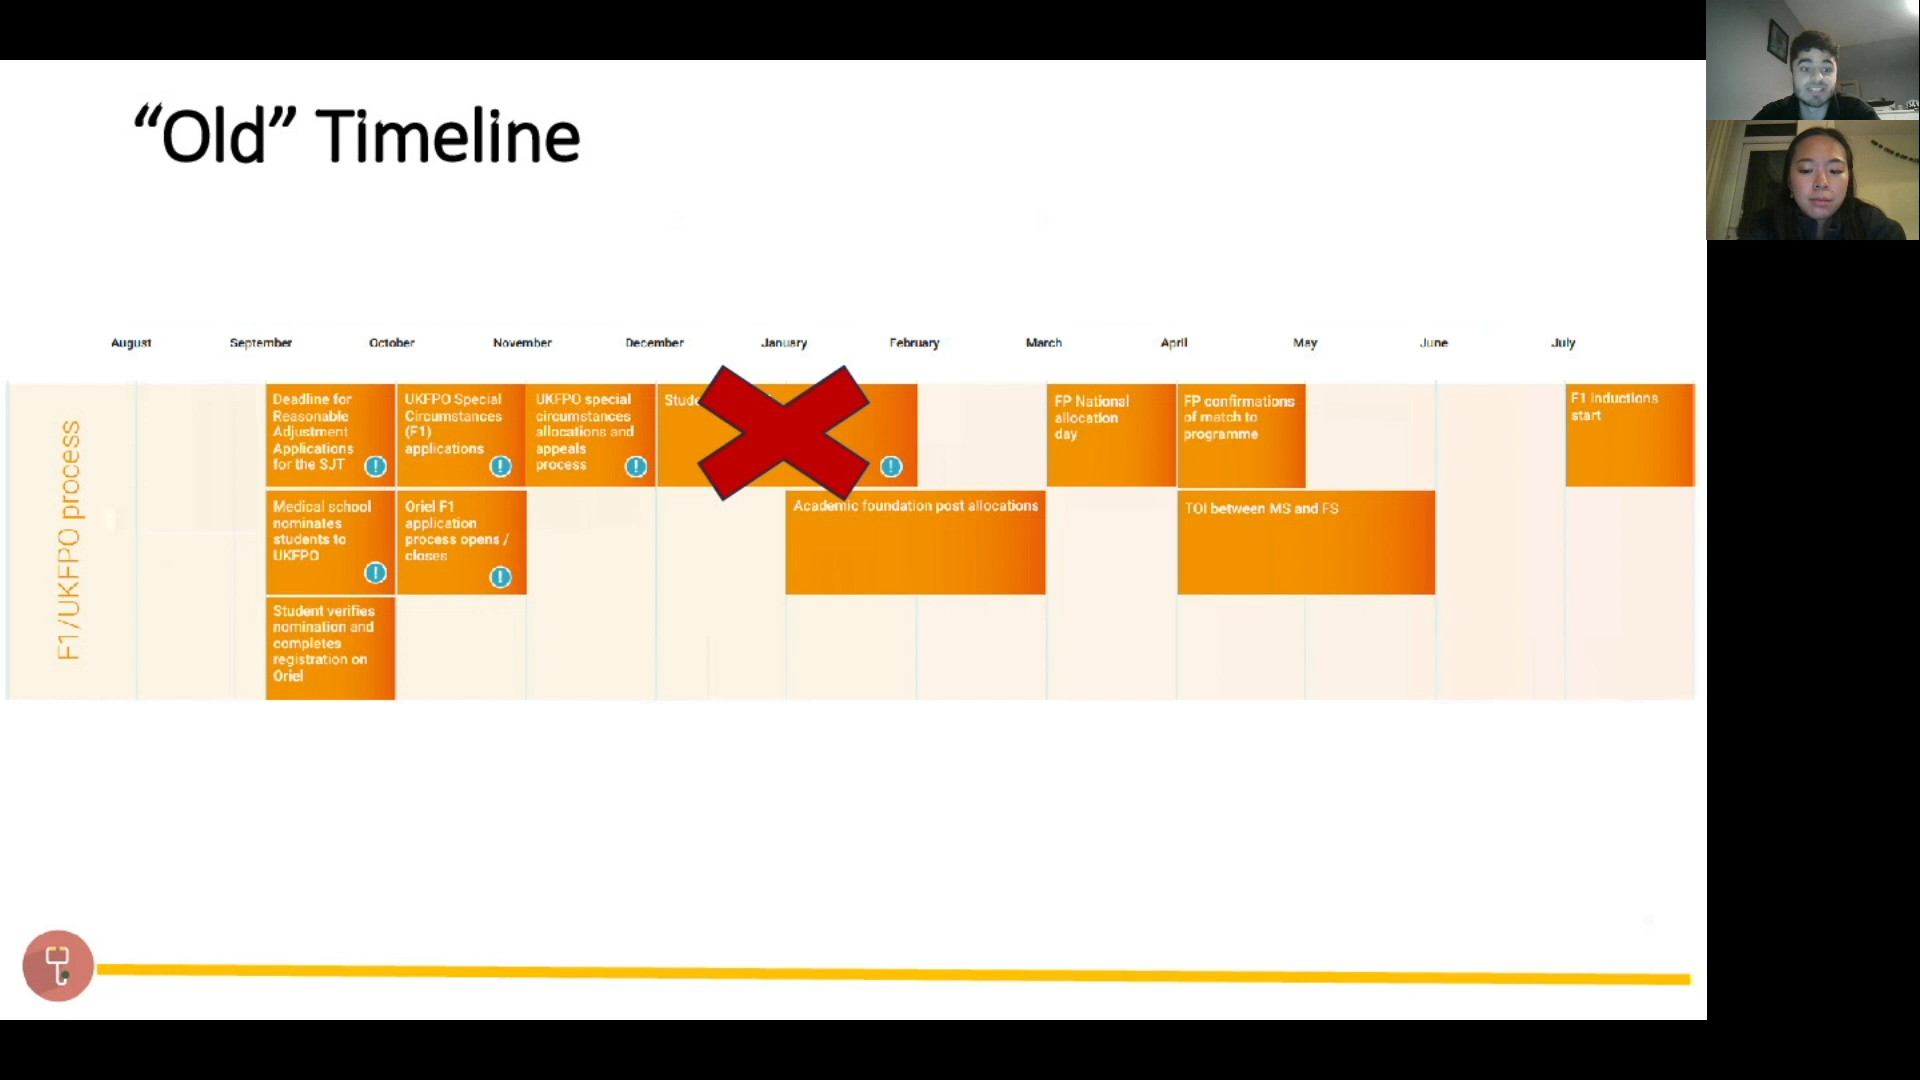 “Old” Timeline
August September October November December January February March April May June July
F1/UKFPO process
Deadline for
Reasonable
Adjustment
Applications
for the SJT
UKFPO Special
Circumstances
(F1)
applications
UKFPO special
circumstances
allocations and
appeals
process
Stude
FP National
allocation
day
FP confirmations
of match to
programme
F1 inductions
start
Medical school
nominates
students to
UKFPO
Oriel F1
application
process opens /
closes
Academic foundation post allocations
TOI between MS and FS
Student verifies
nomination and
completes
registration on
Oriel